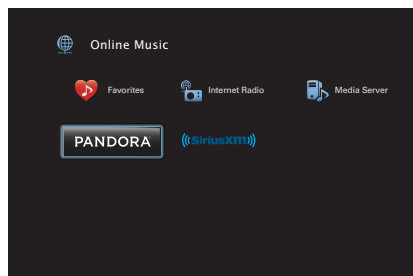 Online Music
Favorites
Internet Radio
Media Server
PANDORA
((SiriusXM))